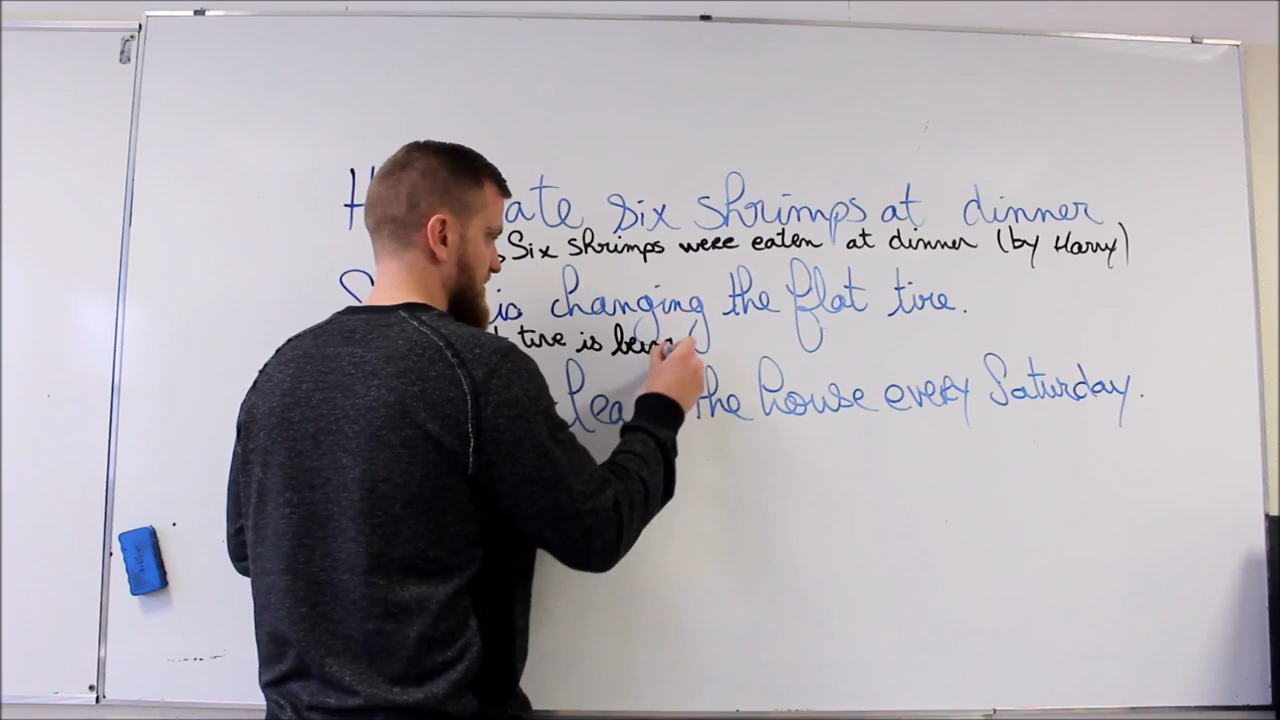 ate six shrimps at dinner
Six shrimps were eaten at dinner (by Harry)
is changing the flat tire.
tire is being
the house every Saturday.